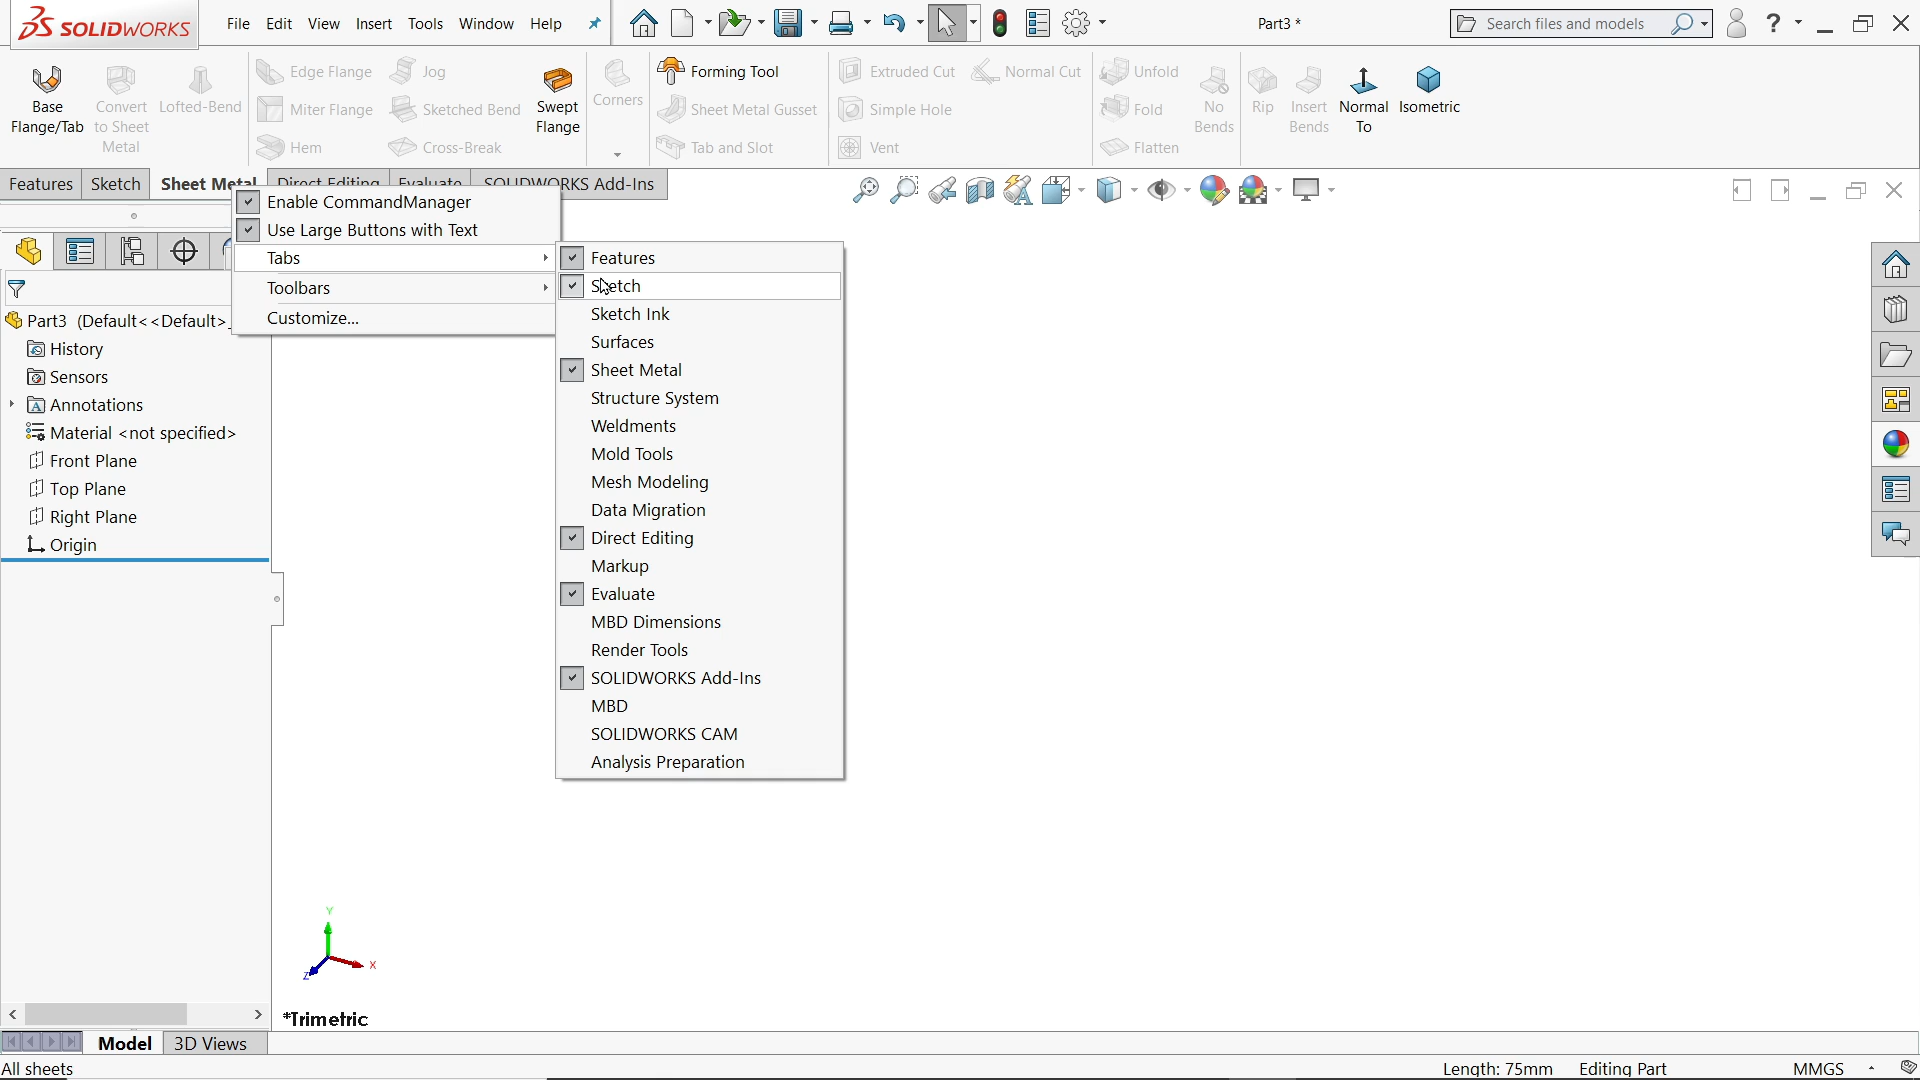 SOLIDWORKS File Edit View Insert Tools Window Help Part3 * Search files and models ?
Base Flange/Tab
Convert to Sheet Metal
Lofted-Bend
Edge Flange
Miter Flange
Hem
Jog
Sketched Bend
Cross-Break
Swept Flange
Corners
Forming Tool
Sheet Metal Gusset
Tab and Slot
Extruded Cut
Simple Hole
Vent
Normal Cut
Unfold
Fold
Flatten
No Bends
Rip
Insert Bends
Normal To
Isometric
Features Sketch Sheet Metal Direct Editing Evaluate SOLIDWORKS Add-Ins
Enable CommandManager
Use Large Buttons with Text
Tabs
Toolbars
Customize...
Features
Sketch
Sketch Ink
Surfaces
Sheet Metal
Structure System
Weldments
Mold Tools
Mesh Modeling
Data Migration
Direct Editing
Markup
Evaluate
MBD Dimensions
Render Tools
SOLIDWORKS Add-Ins
MBD
SOLIDWORKS CAM
Analysis Preparation
Part3 (Default<<Default>_
History
Sensors
Annotations
Material <not specified>
Front Plane
Top Plane
Right Plane
Origin
Y
X
Z
*Trimetric
Model 3D Views
All sheets Length: 75mm Editing Part MMGS